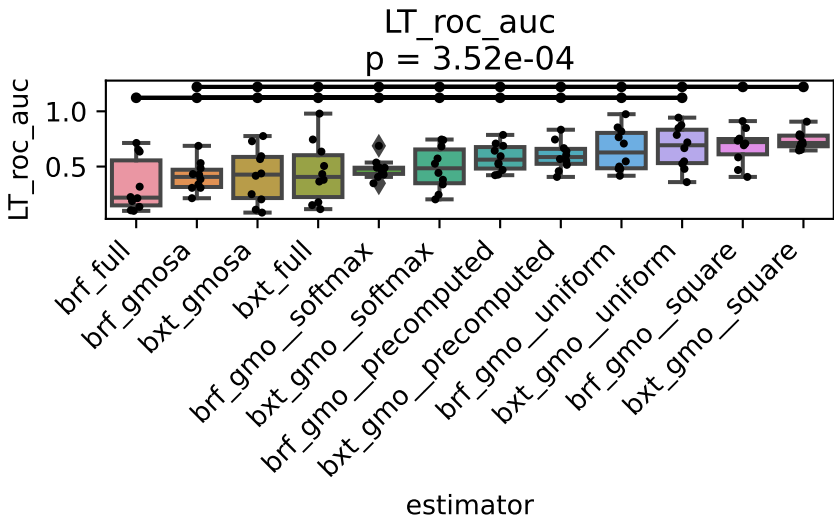 LT_roc_auc
p = 3.52e-04
LT_roc_auc
1.0
0.5
brf_full
brf_gmosa
bxt_gmosa
bxt_full
brf_gmo__softmax
bxt_gmo__softmax
brf_gmo__precomputed
bxt_gmo__precomputed
brf_gmo__uniform
bxt_gmo__uniform
brf_gmo__square
bxt_gmo__square
estimator